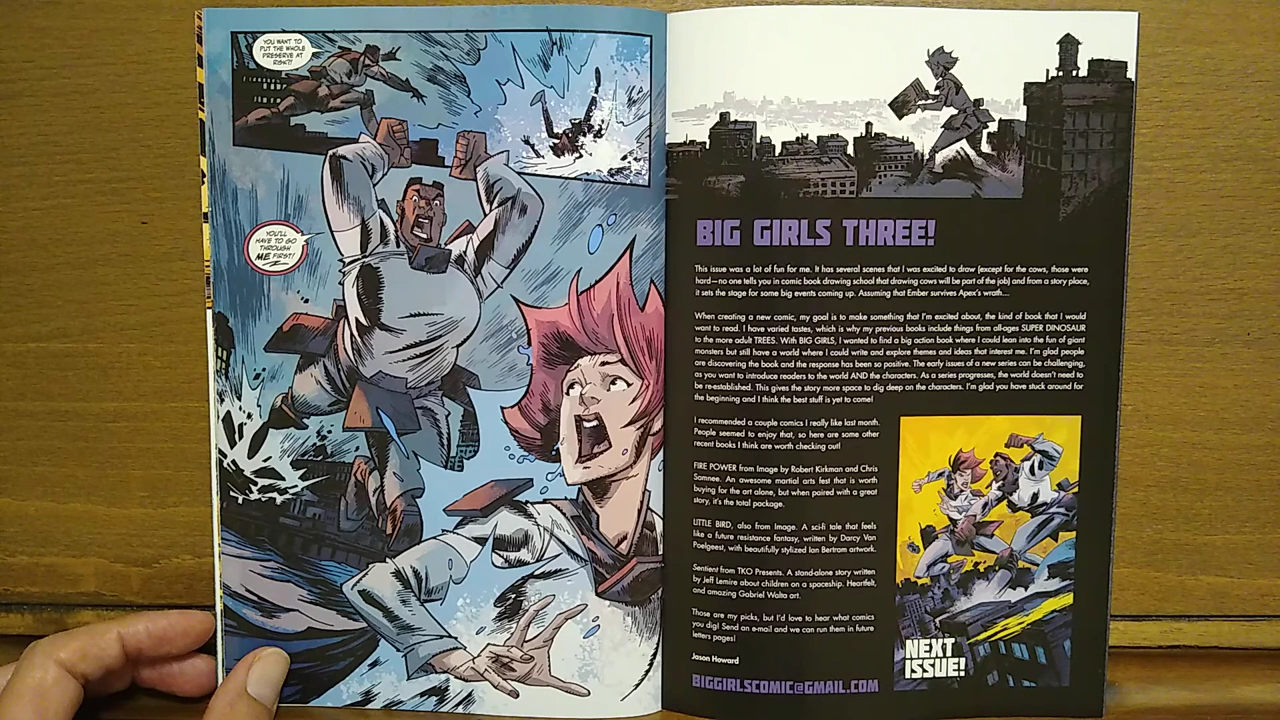 YOU WANT TO
PUT THE WHOLE
PRESERVE AT
RISK?!
YOU'LL
HAVE TO GO
THROUGH
ME FIRST!
BIG GIRLS THREE!
This issue was a lot of fun for me. It has several scenes that I was excited to draw (except for the cows, those were
hard—no one tells you in comic book drawing school that drawing cows will be part of the job) and from a story place,
it sets the stage for some big events coming up. Assuming that Ember survives Apex's wrath...
When creating a new comic, my goal is to make something that I'm excited about, the kind of book that I would
want to read. I have varied tastes, which is why my previous books include things from all-ages SUPER DINOSAUR
to the more adult TREES. With BIG GIRLS, I wanted to find a big action book where I could lean into the fun of giant
monsters but still have a world where I could write and explore themes and ideas that interest me. I'm glad people
are discovering the book and the response has been so positive. The early issues of a new series can be challenging,
as you want to introduce readers to the world AND the characters. As a series progresses, the world doesn't need to
be re-established. This gives the story more space to dig deep on the characters. I'm glad you have stuck around for
the beginning and I think the best stuff is yet to come!
I recommended a couple comics I really like last month.
People seemed to enjoy that, so here are some other
recent books I think are worth checking out!
FIRE POWER from Image by Robert Kirkman and Chris
Samnee. An awesome martial arts fest that is worth
buying for the art alone, but when paired with a great
story, it's the total package.
LITTLE BIRD, also from Image. A sci-fi tale that feels
like a future resistance fantasy, written by Darcy Van
Poelgeest, with beautifully stylized Ian Bertram artwork.
Sentient from TKO Presents. A stand-alone story written
by Jeff Lemire about children on a spaceship. Heartfelt,
and amazing Gabriel Walta art.
Those are my picks, but I'd love to hear what comics
you dig! Send an e-mail and we can run them in future
letters pages!
Jason Howard
BIGGIRLSCOMIC@GMAIL.COM
NEXT
ISSUE!